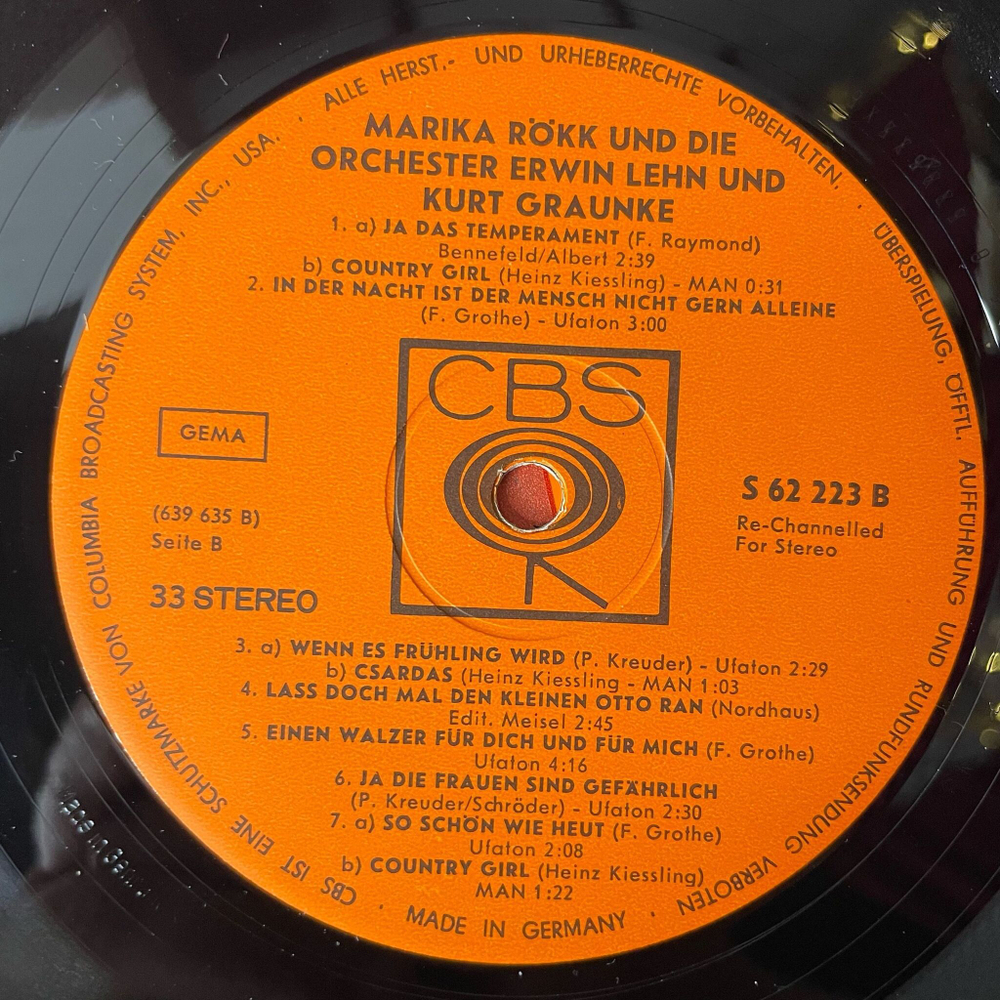 ALLE HERST.- UND URHEBERRECHTE VORBEHALTEN. · ÜBERSPIELUNG, ÖFFTL. AUFFÜHRUNG UND RUNDFUNKSENDUNG VERBOTEN · MADE IN GERMANY · CBS IST EINE SCHUTZMARKE VON COLUMBIA BROADCASTING SYSTEM, INC., USA. ·
MARIKA RÖKK UND DIE
ORCHESTER ERWIN LEHN UND
KURT GRAUNKE
1. a) JA DAS TEMPERAMENT (F. Raymond)
Bennefeld/Albert 2:39
b) COUNTRY GIRL (Heinz Kiessling) - MAN 0:31
2. IN DER NACHT IST DER MENSCH NICHT GERN ALLEINE
(F. Grothe) - Ufaton 3:00
CBS
GEMA
(639 635 B)
Seite B
33 STEREO
S 62 223 B
Re-Channelled
For Stereo
3. a) WENN ES FRÜHLING WIRD (P. Kreuder) - Ufaton 2:29
b) CSARDAS (Heinz Kiessling - MAN 1:03
4. LASS DOCH MAL DEN KLEINEN OTTO RAN (Nordhaus)
Edit. Meisel 2:45
5. EINEN WALZER FÜR DICH UND FÜR MICH (F. Grothe)
Ufaton 4:16
6. JA DIE FRAUEN SIND GEFÄHRLICH
(P. Kreuder/Schröder) - Ufaton 2:30
7. a) SO SCHÖN WIE HEUT (F. Grothe)
Ufaton 2:08
b) COUNTRY GIRL (Heinz Kiessling)
MAN 1:22